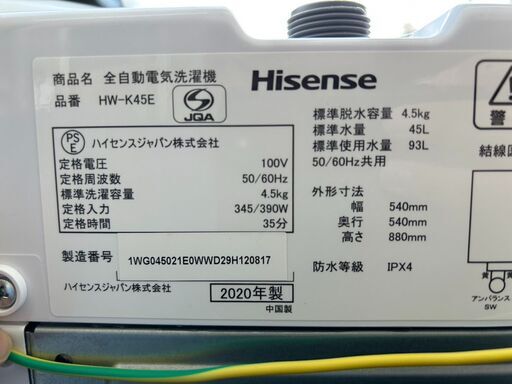 商品名 全自動電気洗濯機
品番 HW-K45E
JQA
Hisense
PS
E
ハイセンスジャパン株式会社
定格電圧 100V
定格周波数 50/60Hz
標準洗濯容量 4.5kg
定格入力 345/390W
定格時間 35分
製造番号 1WG045021E0WWD29H120817
ハイセンスジャパン株式会社
2020年製
中国製
標準脱水容量 4.5kg
標準水量 45L
標準使用水量 93L
50/60Hz共用
外形寸法
幅 540mm
奥行 540mm
高さ 880mm
防水等級 IPX4
警
結線図
黄 黄
アンバランス
SW